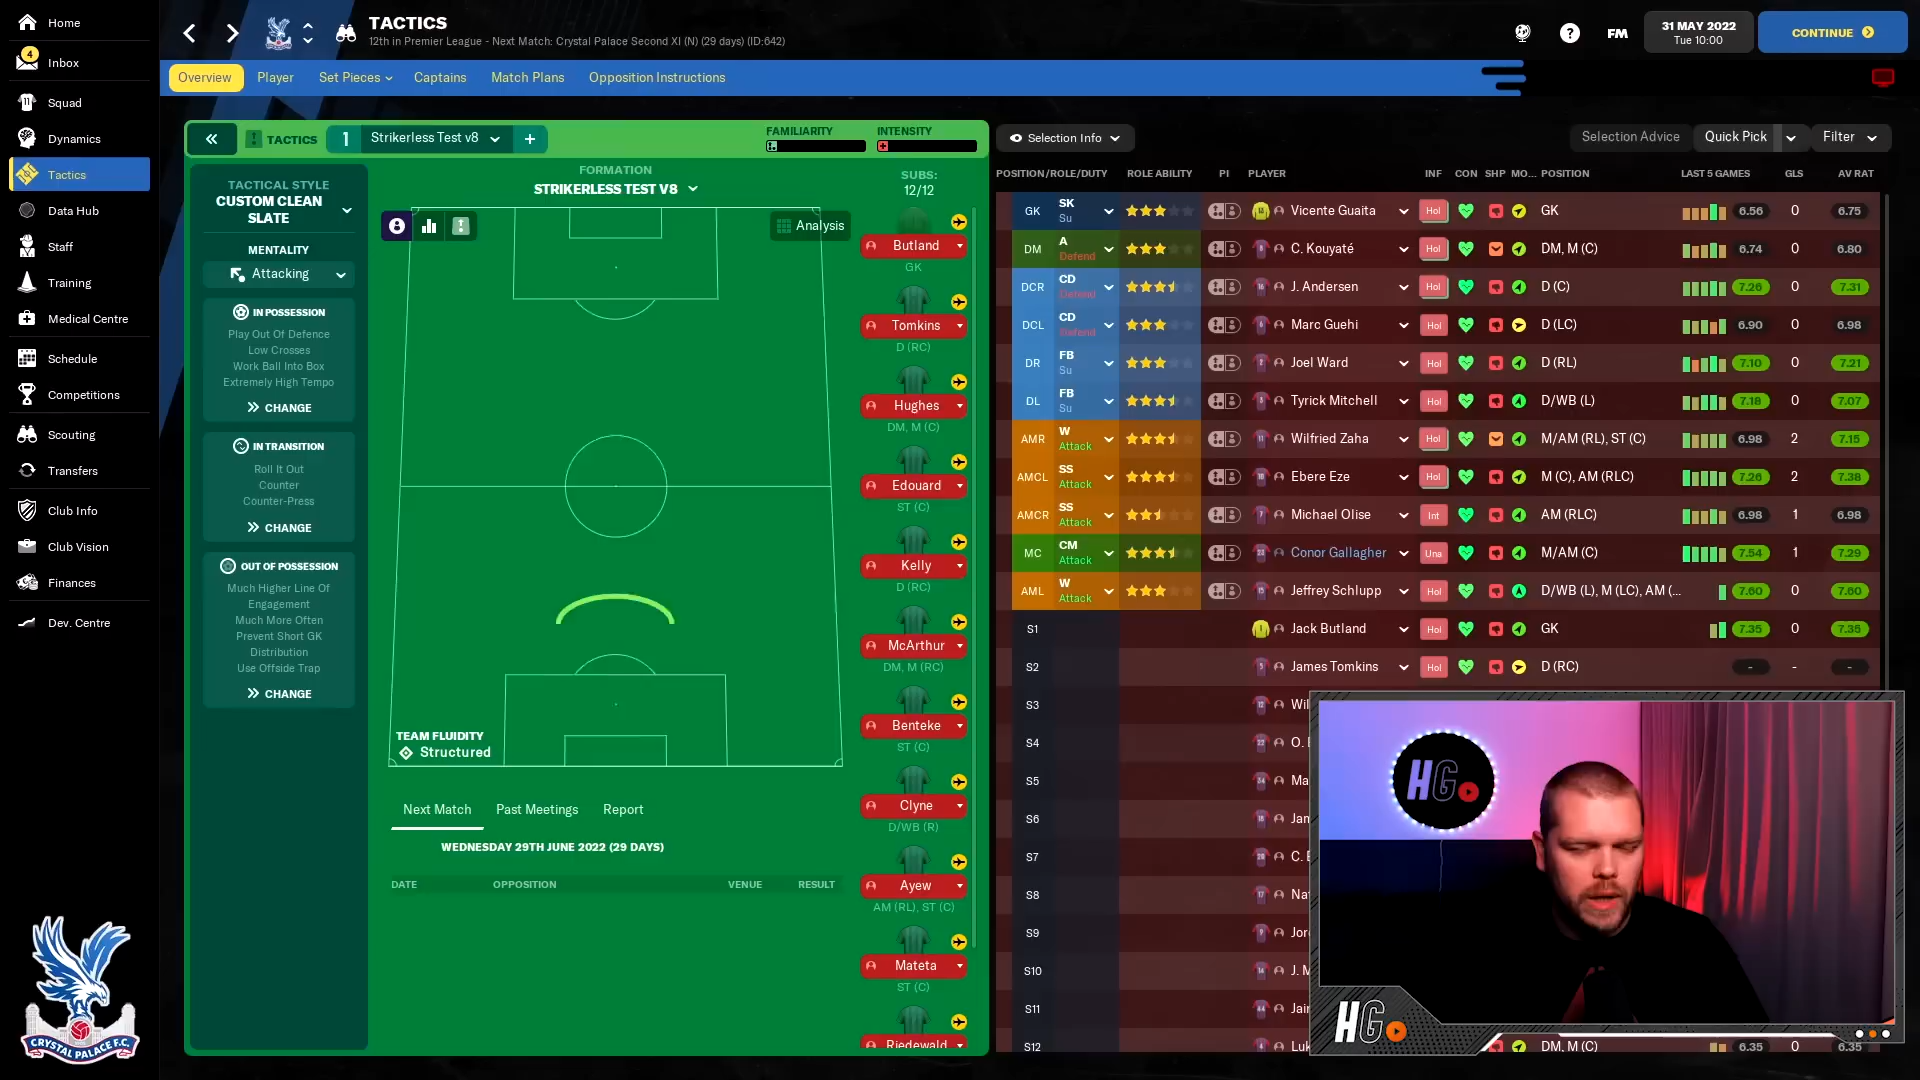 Home
4
Inbox
Squad
Dynamics
Tactics
Data Hub
Staff
Training
Medical Centre
Schedule
Competitions
Scouting
Transfers
Club Info
Club Vision
Finances
Dev. Centre
CRYSTAL PALACE F.C.
TACTICS
12th in Premier League - Next Match: Crystal Palace Second XI (N) (29 days) (ID:642)
FM
31 MAY 2022
Tue 10:00
CONTINUE
Overview Player Set Pieces Captains Match Plans Opposition Instructions
TACTICS 1 Strikerless Test v8 +
FAMILIARITY INTENSITY
TACTICAL STYLE
CUSTOM CLEAN
SLATE
MENTALITY
Attacking
IN POSSESSION
Play Out Of Defence
Low Crosses
Work Ball Into Box
Extremely High Tempo
CHANGE
IN TRANSITION
Roll It Out
Counter
Counter-Press
CHANGE
OUT OF POSSESSION
Much Higher Line Of
Engagement
Much More Often
Prevent Short GK
Distribution
Use Offside Trap
CHANGE
FORMATION
STRIKERLESS TEST V8
Analysis
TEAM FLUIDITY
Structured
Next Match Past Meetings Report
WEDNESDAY 29TH JUNE 2022 (29 DAYS)
DATE OPPOSITION VENUE RESULT
SUBS:
12/12
Butland
GK
Tomkins
D (RC)
Hughes
DM, M (C)
Edouard
ST (C)
Kelly
D (RC)
McArthur
DM, M (RC)
Benteke
ST (C)
Clyne
D/WB (R)
Ayew
AM (RL), ST (C)
Mateta
ST (C)
Riedewald
Selection Info Selection Advice Quick Pick Filter
POSITION/ROLE/DUTY ROLE ABILITY PI PLAYER INF CON SHP MO... POSITION LAST 5 GAMES GLS AV RAT
GK SK Su Vicente Guaita Hol GK 6.56 0 6.75
DM A Defend C. Kouyaté Hol DM, M (C) 6.74 0 6.80
DCR CD Defend J. Andersen Hol D (C) 7.26 0 7.31
DCL CD Defend Marc Guehi Hol D (LC) 6.90 0 6.98
DR FB Su Joel Ward Hol D (RL) 7.10 0 7.21
DL FB Su Tyrick Mitchell Hol D/WB (L) 7.18 0 7.07
AMR W Attack Wilfried Zaha Hol M/AM (RL), ST (C) 6.98 2 7.15
AMCL SS Attack Ebere Eze Hol M (C), AM (RLC) 7.26 2 7.38
AMCR SS Attack Michael Olise Int AM (RLC) 6.98 1 6.98
MC CM Attack Conor Gallagher Una M/AM (C) 7.54 1 7.29
AML W Attack Jeffrey Schlupp Hol D/WB (L), M (LC), AM (... 7.60 0 7.60
S1 Jack Butland Hol GK 7.35 0 7.35
S2 James Tomkins Hol D (RC) - - -
S3 Wil
S4 O.
S5 Ma
S6 Jan
S7 C.
S8 Nat
S9 Jor
S10 J. M
S11 Jair
S12 Luk DM, M (C) 6.35 0 6.35
HG
HG